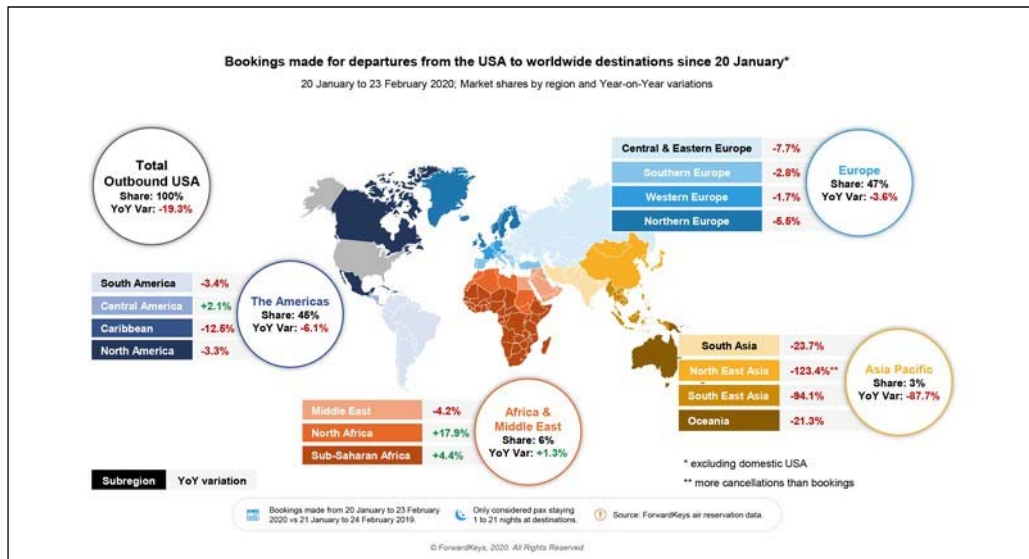 Bookings made for departures from the USA to worldwide destinations since 20 January*
20 January to 23 February 2020; Market shares by region and Year-on-Year variations
Total
Outbound USA
Share: 100%
YoY Var: -19.3%
Central & Eastern Europe -7.7%
Southern Europe -2.8%
Western Europe -1.7%
Northern Europe -5.5%
Europe
Share: 47%
YoY Var: -3.6%
South America -3.4%
Central America +2.1%
Caribbean -12.5%
North America -3.3%
The Americas
Share: 45%
YoY Var: -6.1%
South Asia -23.7%
North East Asia -123.4%**
South East Asia -94.1%
Oceania -21.3%
Asia Pacific
Share: 3%
YoY Var: -87.7%
Middle East -4.2%
North Africa +17.9%
Sub-Saharan Africa +4.4%
Africa &
Middle East
Share: 6%
YoY Var: +1.3%
* excluding domestic USA
** more cancellations than bookings
Subregion YoY variation
Bookings made from 20 January to 23 February
2020 vs 21 January to 24 February 2019.
Only considered pax staying
1 to 21 nights at destinations.
Source: ForwardKeys air reservation data.
© ForwardKeys, 2020. All Rights Reserved.